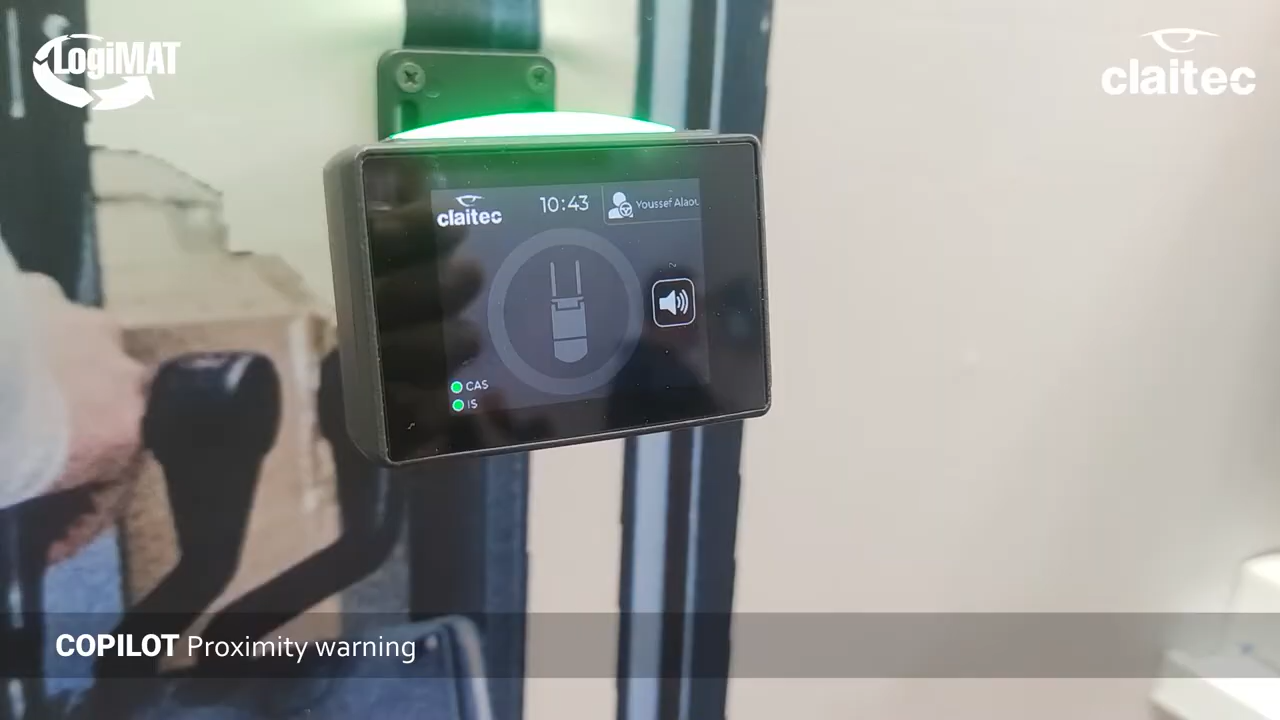 LogiMAT
claitec
claitec
10:43
Youssef Alaou
CAS
IS
COPILOT Proximity warning